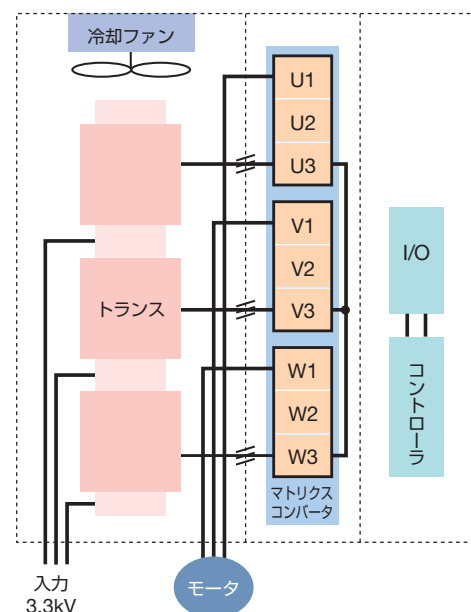 冷却ファン
U1
U2
U3
V1
V2
V3
W1
W2
W3
マトリクス
コンバータ
トランス
I/O
コントローラ
入力
3.3kV
モータ